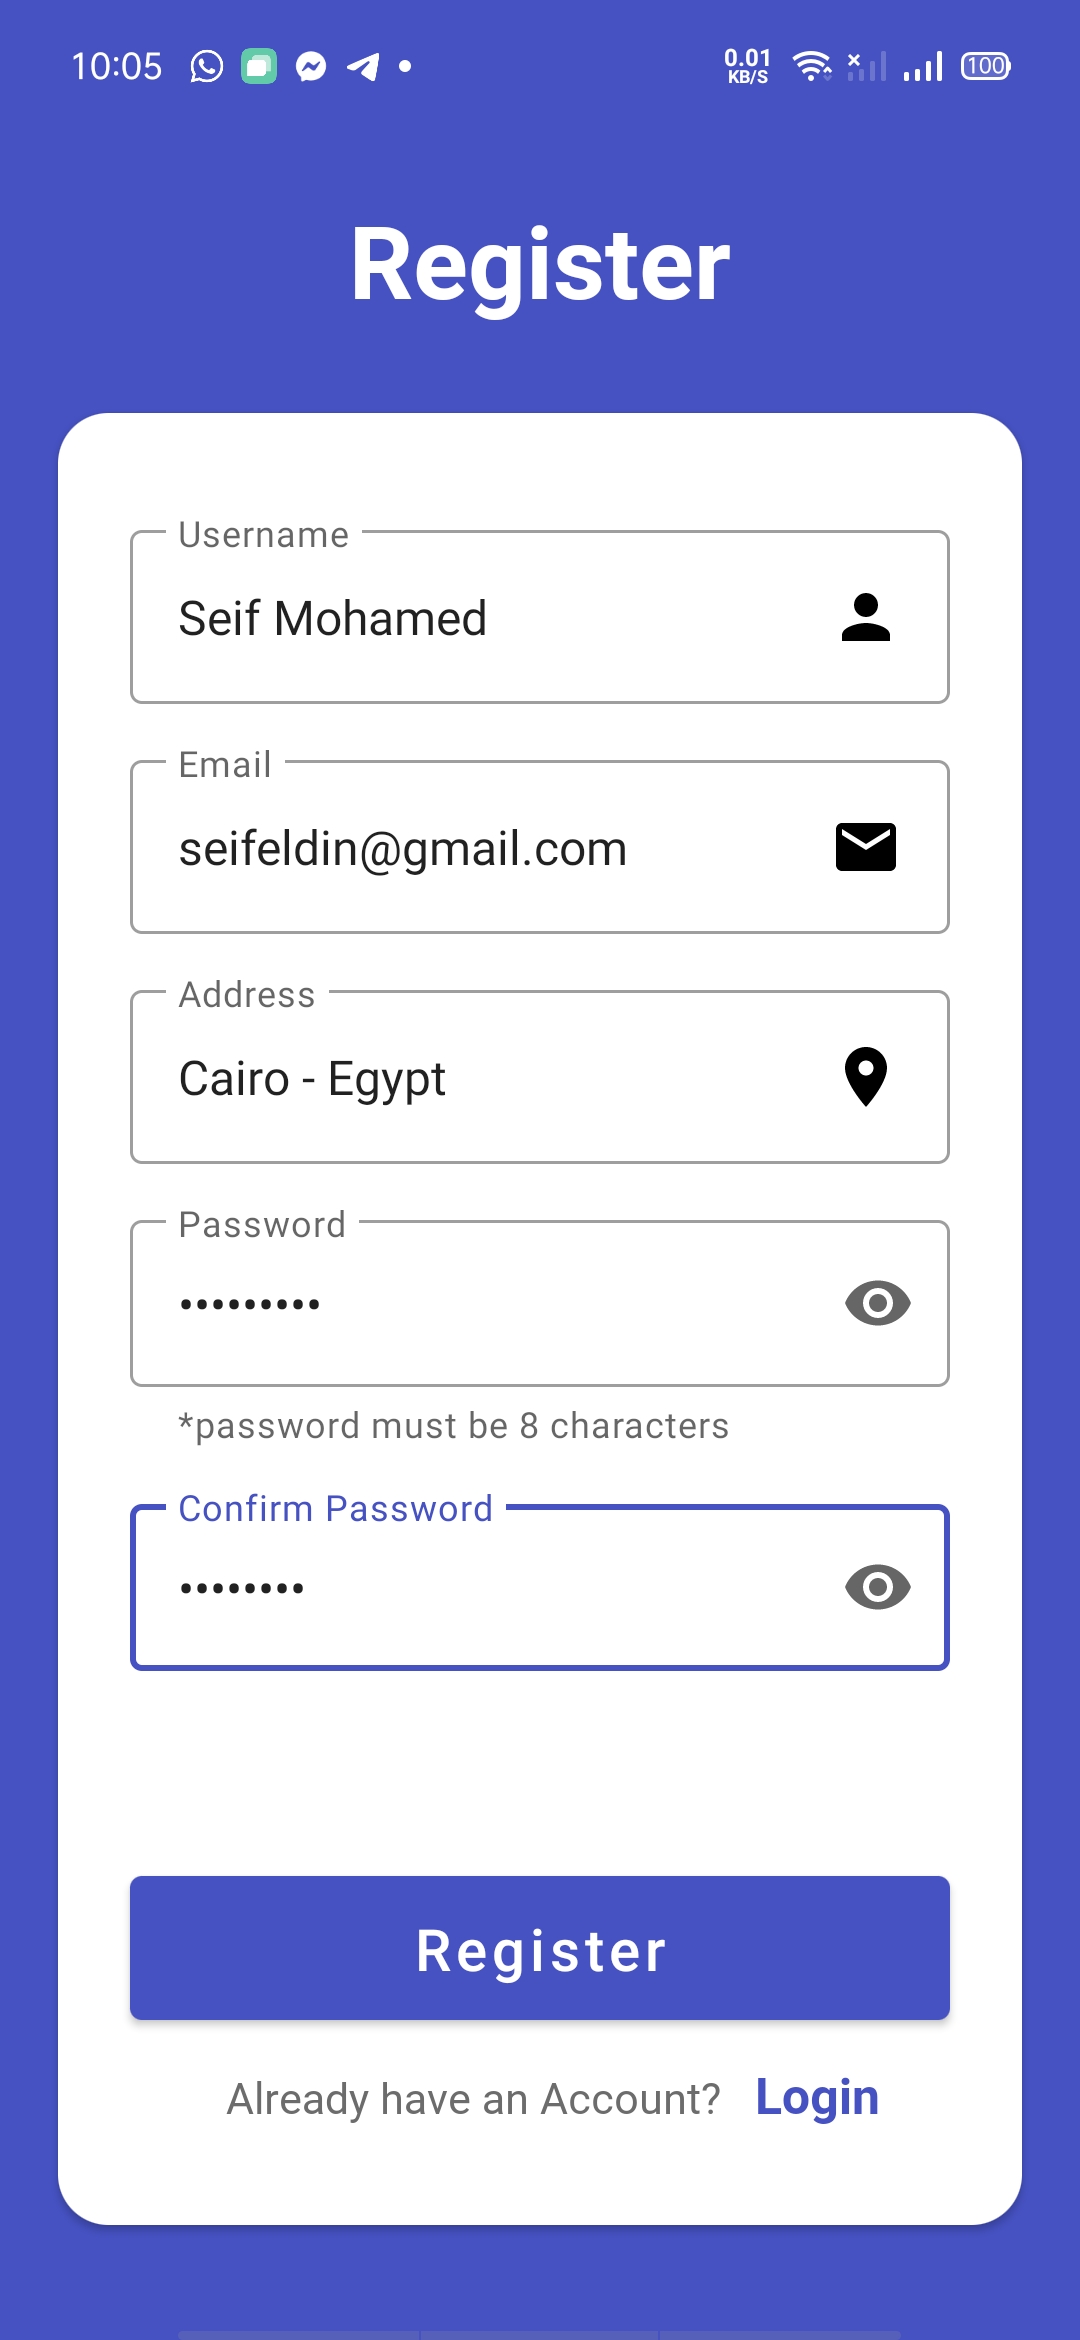 10:05 0.01 KB/S 100
Register
Username
Seif Mohamed
Email
seifeldin@gmail.com
Address
Cairo - Egypt
Password
•••••••••
*password must be 8 characters
Confirm Password
••••••••
Register
Already have an Account? Login